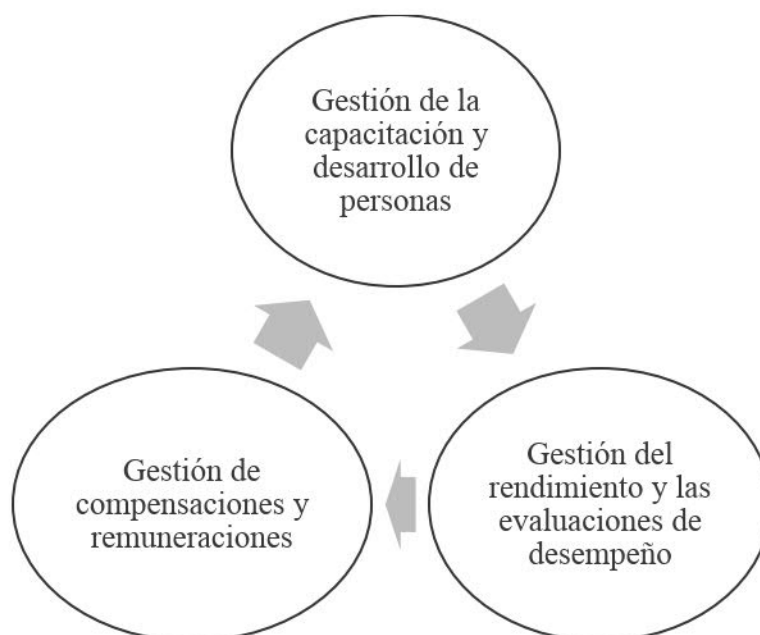 Gestión de la
capacitación y
desarrollo de
personas
Gestión de
compensaciones y
remuneraciones
Gestión del
rendimiento y las
evaluaciones de
desempeño